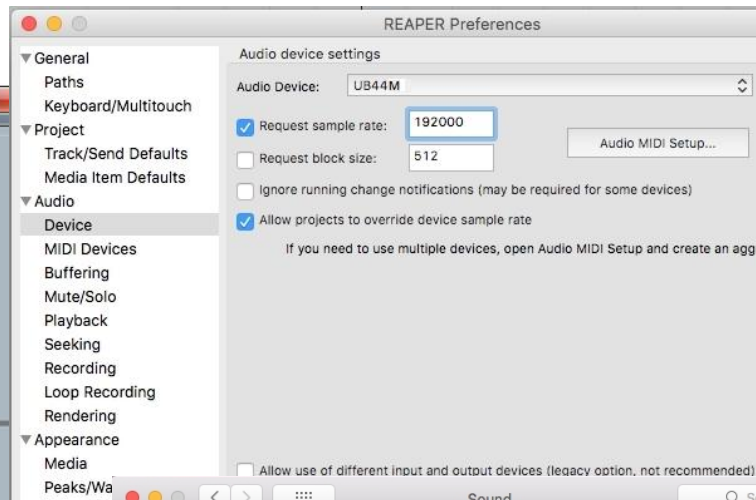 REAPER Preferences
General
Paths
Keyboard/Multitouch
Project
Track/Send Defaults
Media Item Defaults
Audio
Device
MIDI Devices
Buffering
Mute/Solo
Playback
Seeking
Recording
Loop Recording
Rendering
Appearance
Media
Peaks/Wa
Audio device settings
Audio Device: UB44M
Request sample rate: 192000
Audio MIDI Setup...
Request block size: 512
Ignore running change notifications (may be required for some devices)
Allow projects to override device sample rate
If you need to use multiple devices, open Audio MIDI Setup and create an agg
Allow use of different input and output devices (legacy option, not recommended)
Sound